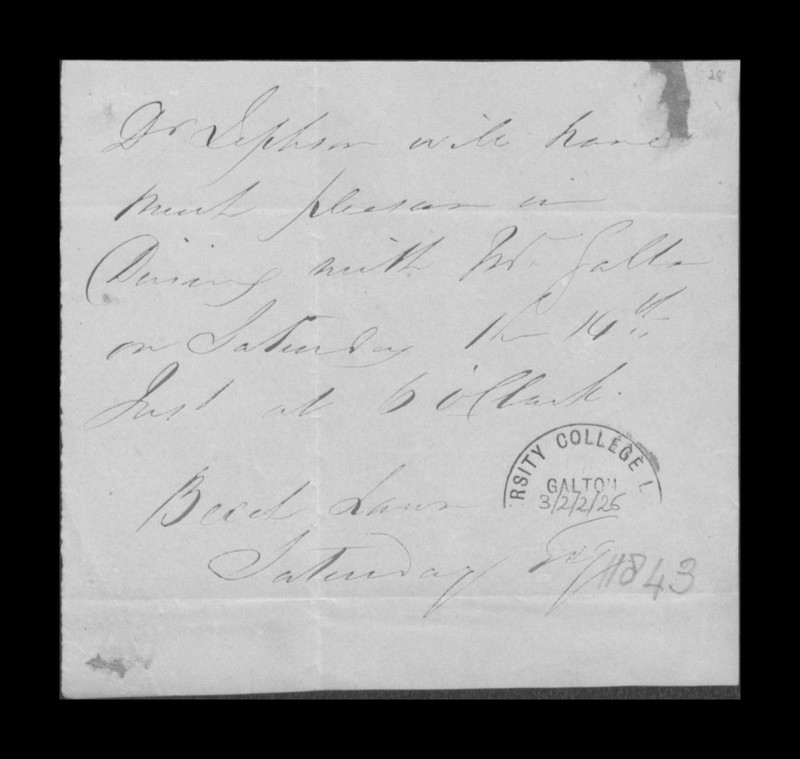 28
Dr Jephson will have
much pleasure in
Dining with Mr. Galton
on Saturday the 14th
Inst at 6 o'Clock.
RSITY COLLEGE L
GALTON
3/2/2/26
Beech Lawn
Saturday
1843